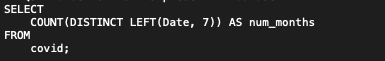 SELECT
    COUNT(DISTINCT LEFT(Date, 7)) AS num_months
FROM
    covid;